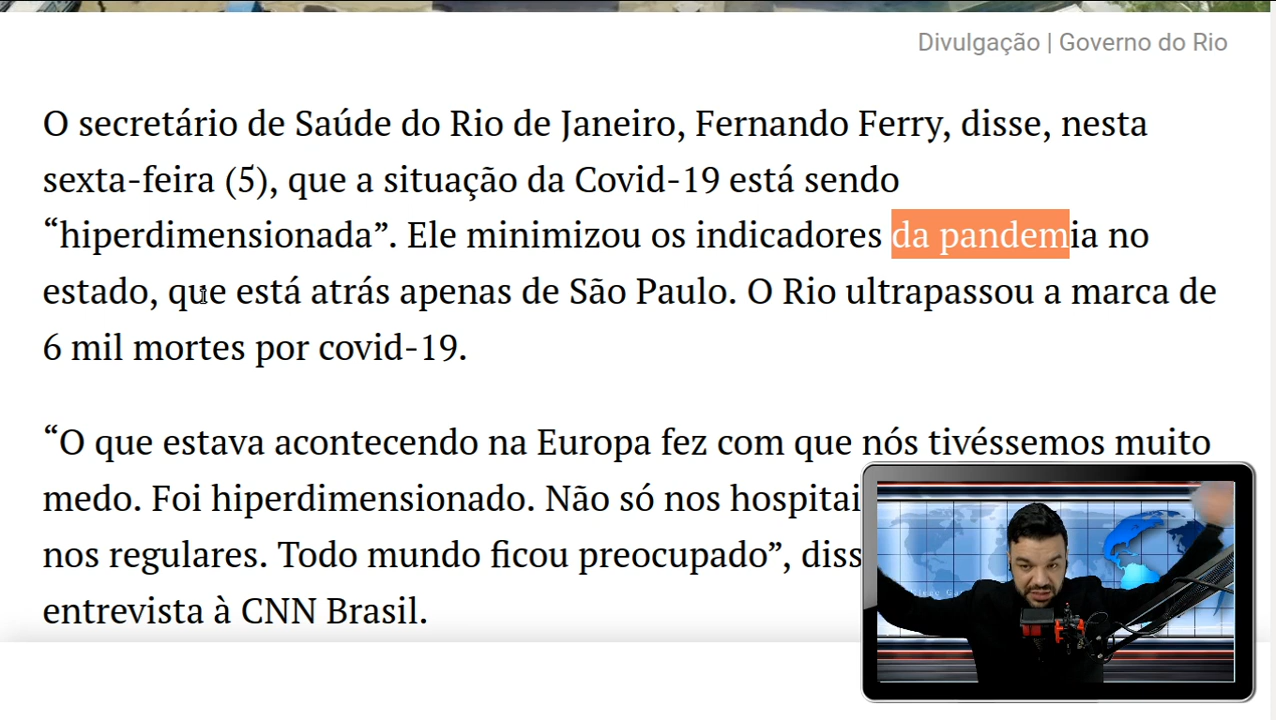 Divulgação | Governo do Rio
O secretário de Saúde do Rio de Janeiro, Fernando Ferry, disse, nesta
sexta-feira (5), que a situação da Covid-19 está sendo
“hiperdimensionada”. Ele minimizou os indicadores da pandemia no
estado, que está atrás apenas de São Paulo. O Rio ultrapassou a marca de
6 mil mortes por covid-19.
“O que estava acontecendo na Europa fez com que nós tivéssemos muito
medo. Foi hiperdimensionado. Não só nos hospitai
nos regulares. Todo mundo ficou preocupado”, diss
entrevista à CNN Brasil.